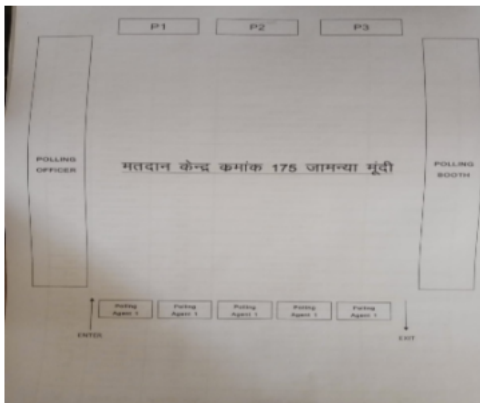 P1 P2 P3
POLLING
OFFICER
मतदान केन्द्र कमांक 175 जामन्या मूंदी
POLLING
BOOTH
Polling
Agent 1
Polling
Agent 1
Polling
Agent 1
Polling
Agent 1
Polling
Agent 1
ENTER
EXIT